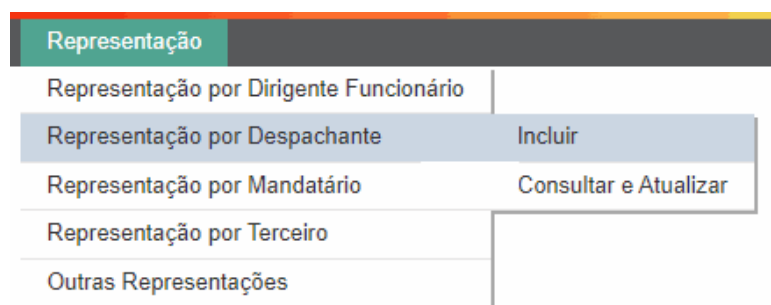 Representação
Representação por Dirigente Funcionário
Representação por Despachante
Incluir
Representação por Mandatário
Consultar e Atualizar
Representação por Terceiro
Outras Representações